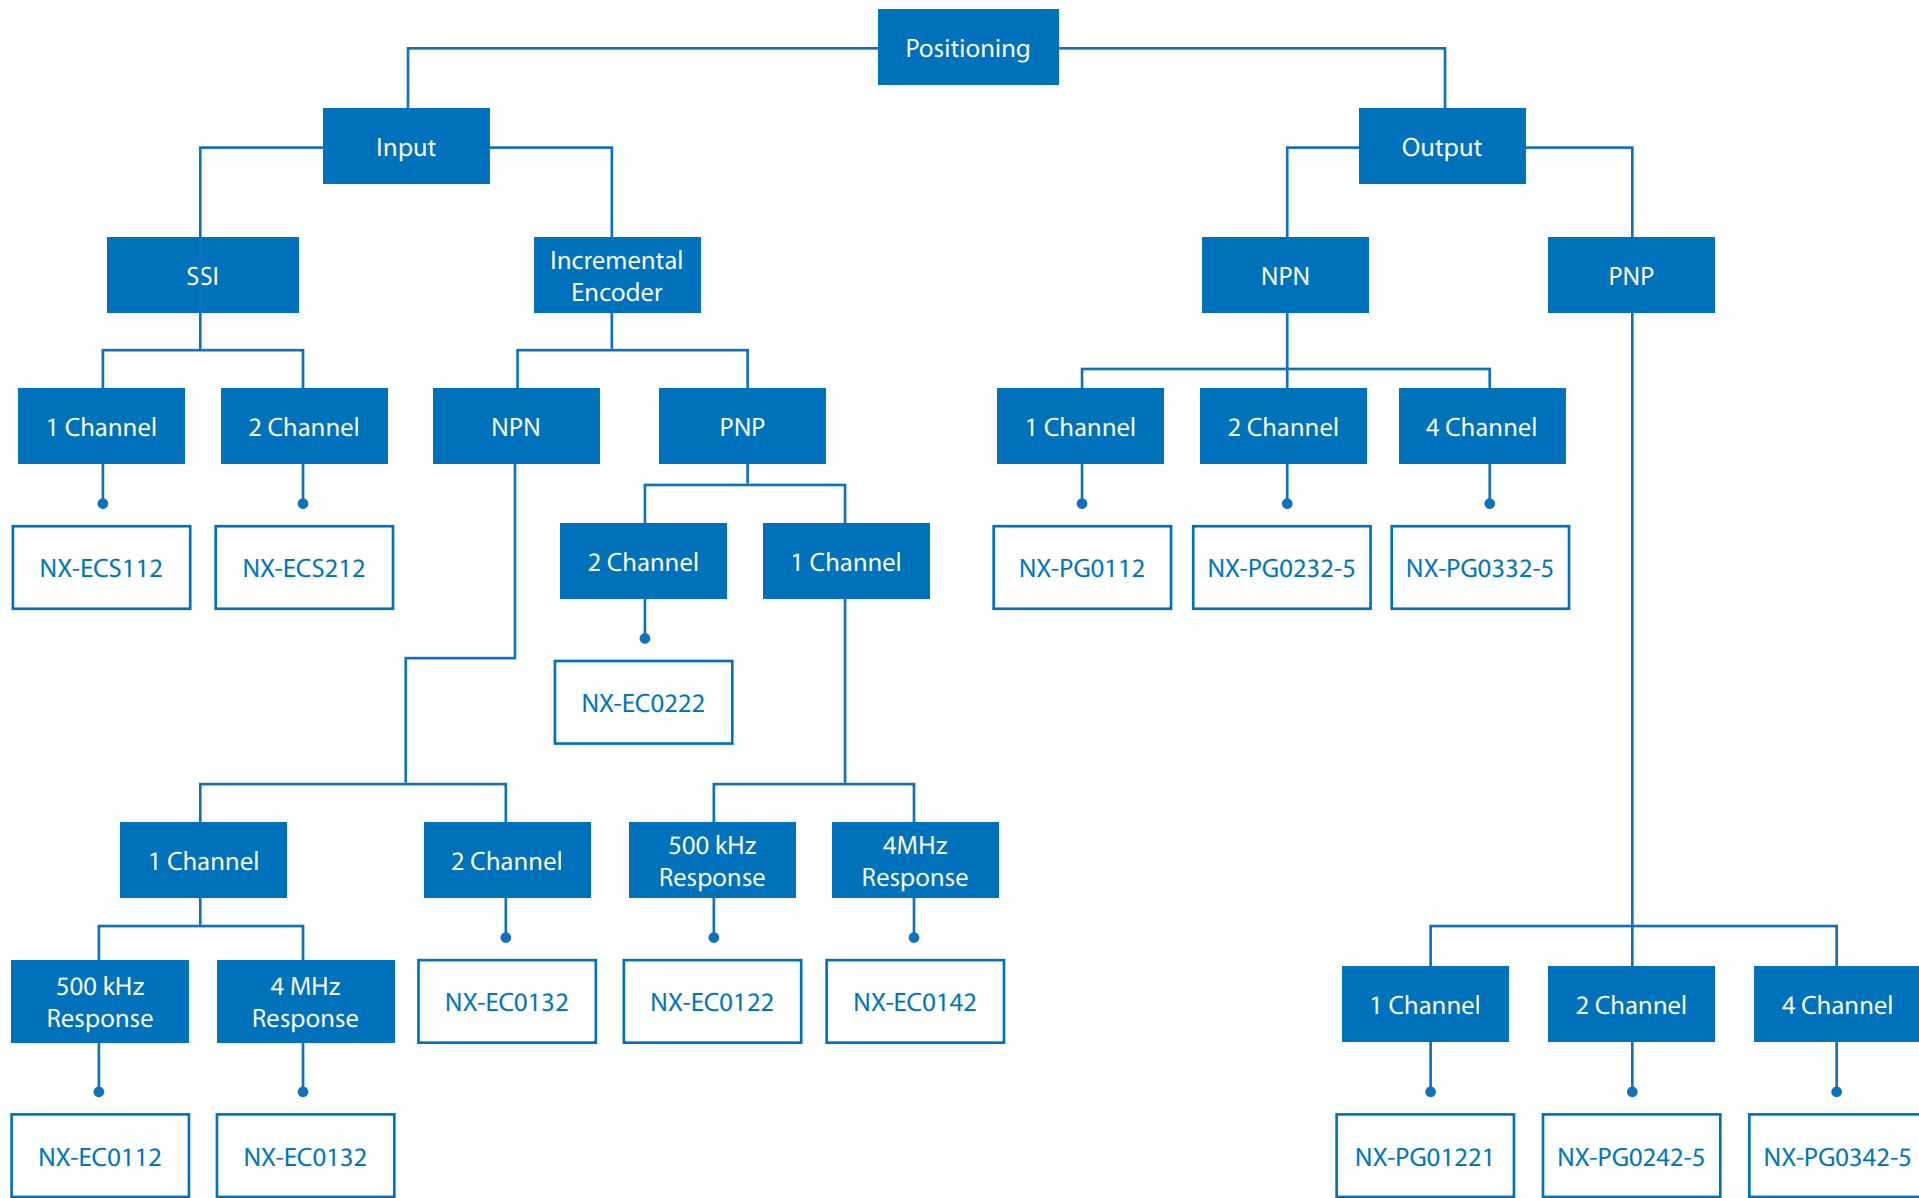 Positioning
Input
Output
SSI
Incremental
Encoder
NPN
PNP
1 Channel
2 Channel
NPN
PNP
1 Channel
2 Channel
4 Channel
NX-ECS112
NX-ECS212
2 Channel
1 Channel
NX-PG0112
NX-PG0232-5
NX-PG0332-5
NX-EC0222
1 Channel
2 Channel
500 kHz
Response
4MHz
Response
500 kHz
Response
4 MHz
Response
NX-EC0132
NX-EC0122
NX-EC0142
1 Channel
2 Channel
4 Channel
NX-EC0112
NX-EC0132
NX-PG01221
NX-PG0242-5
NX-PG0342-5